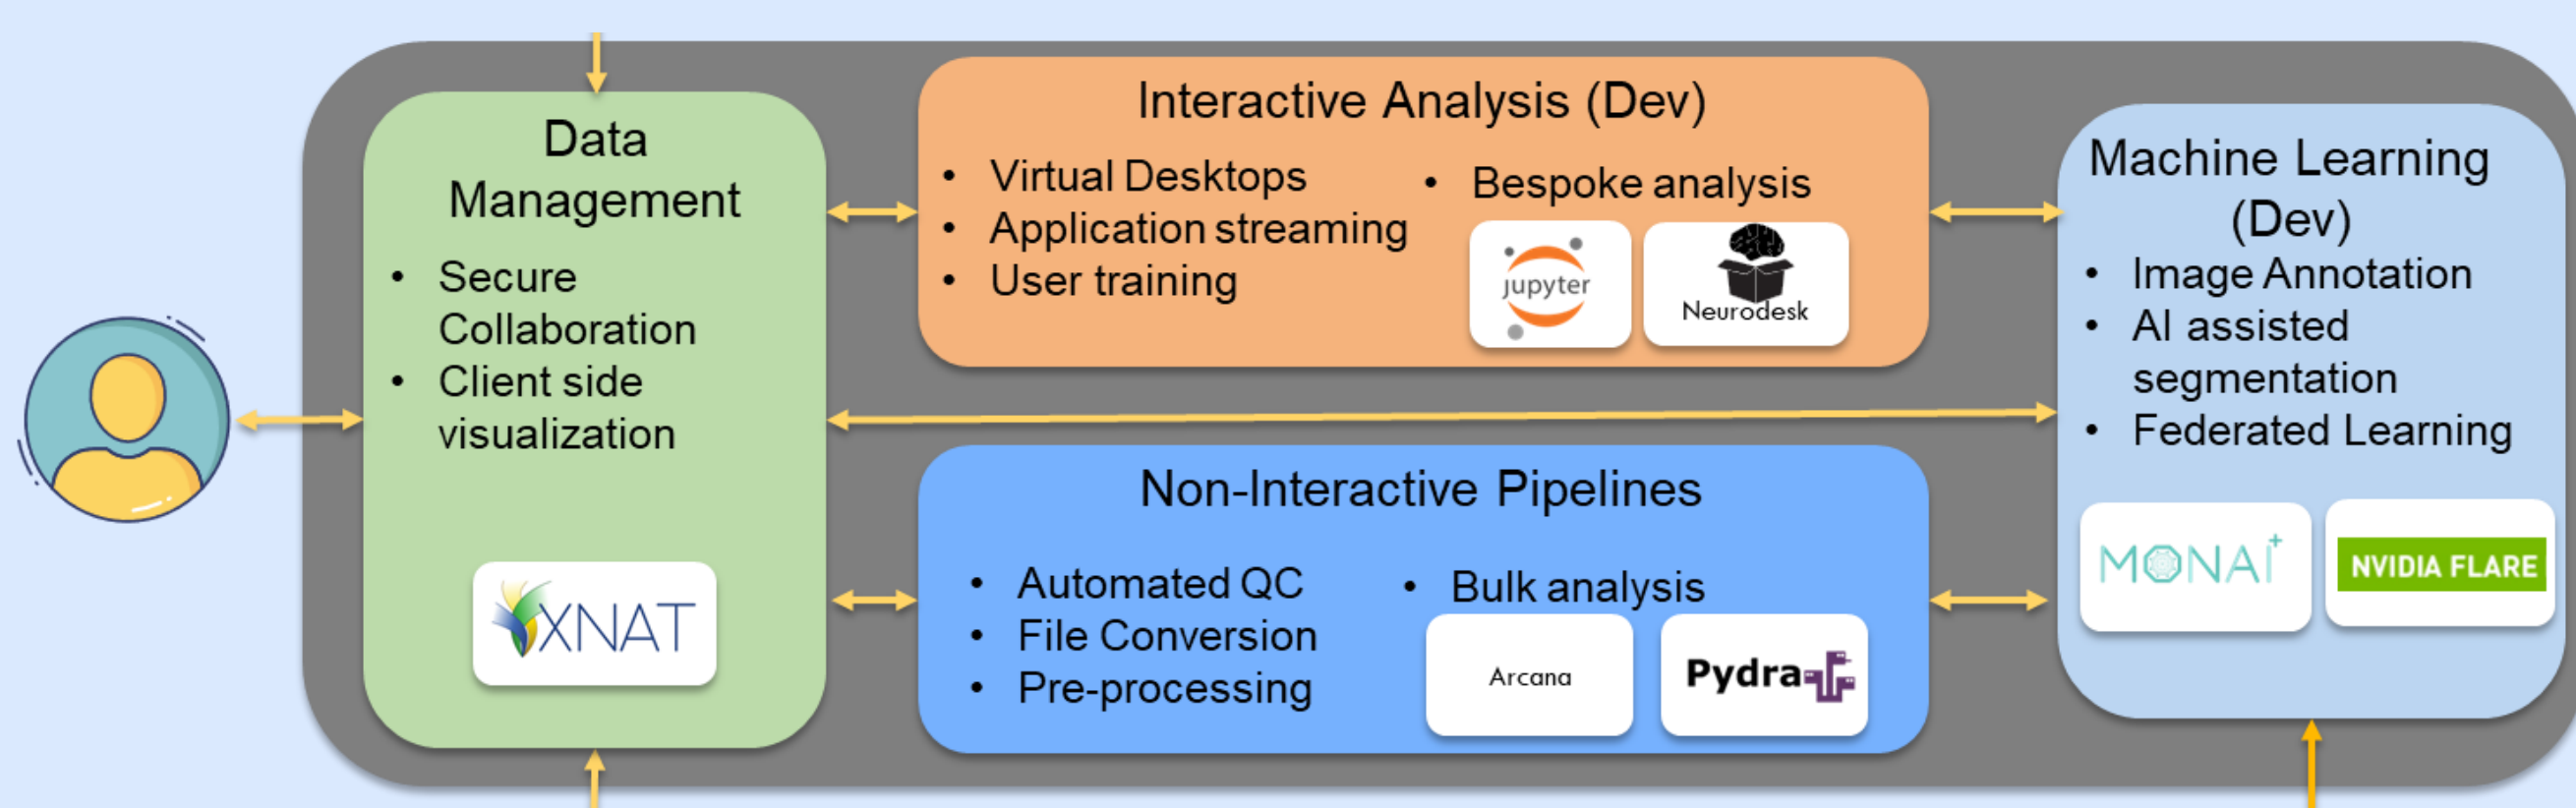 Data
Management
• Secure
Collaboration
• Client side
visualization
XNAT
Interactive Analysis (Dev)
• Virtual Desktops
• Application streaming
• User training
• Bespoke analysis
jupyter
Neurodesk
Non-Interactive Pipelines
• Automated QC
• File Conversion
• Pre-processing
• Bulk analysis
Arcana
Pydra
Machine Learning
(Dev)
• Image Annotation
• AI assisted
segmentation
• Federated Learning
MONAI+
NVIDIA FLARE